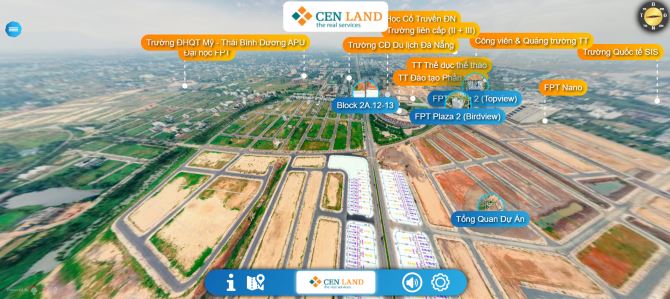 CEN LAND
the real services
Học Cổ Truyền ĐN
Trường liên cấp (II + III)
Trường ĐHQT Mỹ - Thái Bình Dương APU
Trường CĐ Du lịch Đà Nẵng
Công viên & Quảng trường TT
Đại học FPT
Trường Quốc tế SIS
TT Thể dục thể thao
TT Đào tạo Phần
FPT Nano
FPT 2 (Topview)
Block 2A.12-13
FPT Plaza 2 (Birdview)
Tổng Quan Dự Án
CEN LAND
the real services
Powered By